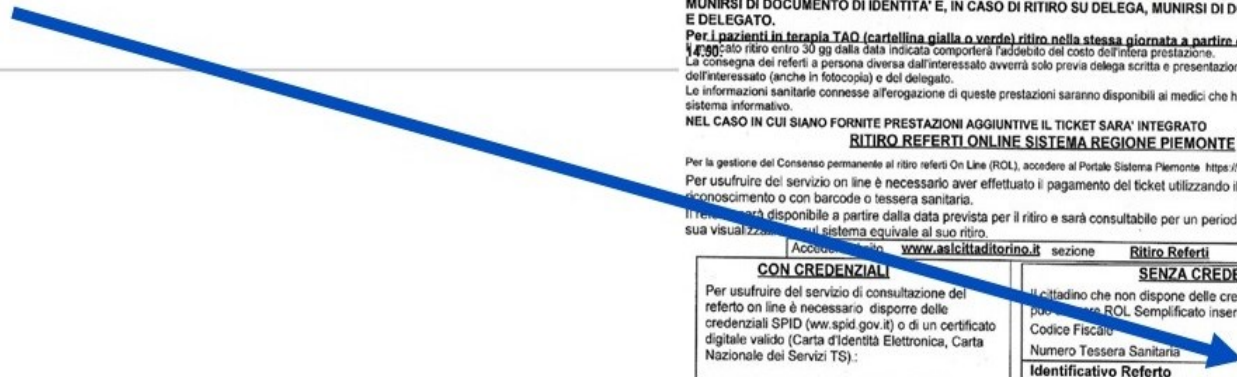 MUNIRSI DI DOCUMENTO DI IDENTITA' E, IN CASO DI RITIRO SU DELEGA, MUNIRSI DI D
E DELEGATO.
Per i pazienti in terapia TAO (cartellina gialla o verde) ritiro nella stessa giornata a partire
14.30:
Il mancato ritiro entro 30 gg dalla data indicata comporterà l'addebito del costo dell'intera prestazione.
La consegna dei referti a persona diversa dall'interessato avverrà solo previa delega scritta e presentazion
dell'interessato (anche in fotocopia) e del delegato.
Le informazioni sanitarie connesse all'erogazione di queste prestazioni saranno disponibili ai medici che h
sistema informativo.
NEL CASO IN CUI SIANO FORNITE PRESTAZIONI AGGIUNTIVE IL TICKET SARA' INTEGRATO
RITIRO REFERTI ONLINE SISTEMA REGIONE PIEMONTE
Per la gestione del Consenso permanente al ritiro referti On Line (ROL), accedere al Portale Sistema Piemonte https:/
Per usufruire del servizio on line è necessario aver effettuato il pagamento del ticket utilizzando il
riconoscimento o con barcode o tessera sanitaria.
Il disponibile a partire dalla data prevista per il ritiro e sarà consultabile per un period
sua sistema equivale al suo ritiro.
www.aslcittaditorino.it sezione Ritiro Referti
CON CREDENZIALI
Per usufruire del servizio di consultazione del
referto on line è necessario disporre delle
credenziali SPID (ww.spid.gov.it) o di un certificato
digitale valido (Carta d'Identità Elettronica, Carta
Nazionale dei Servizi TS).:
SENZA CREDE
Il cittadino che non dispone delle cre
ROL Semplificato inser
Codice Fiscale
Numero Tessera Sanitaria
Identificativo Referto